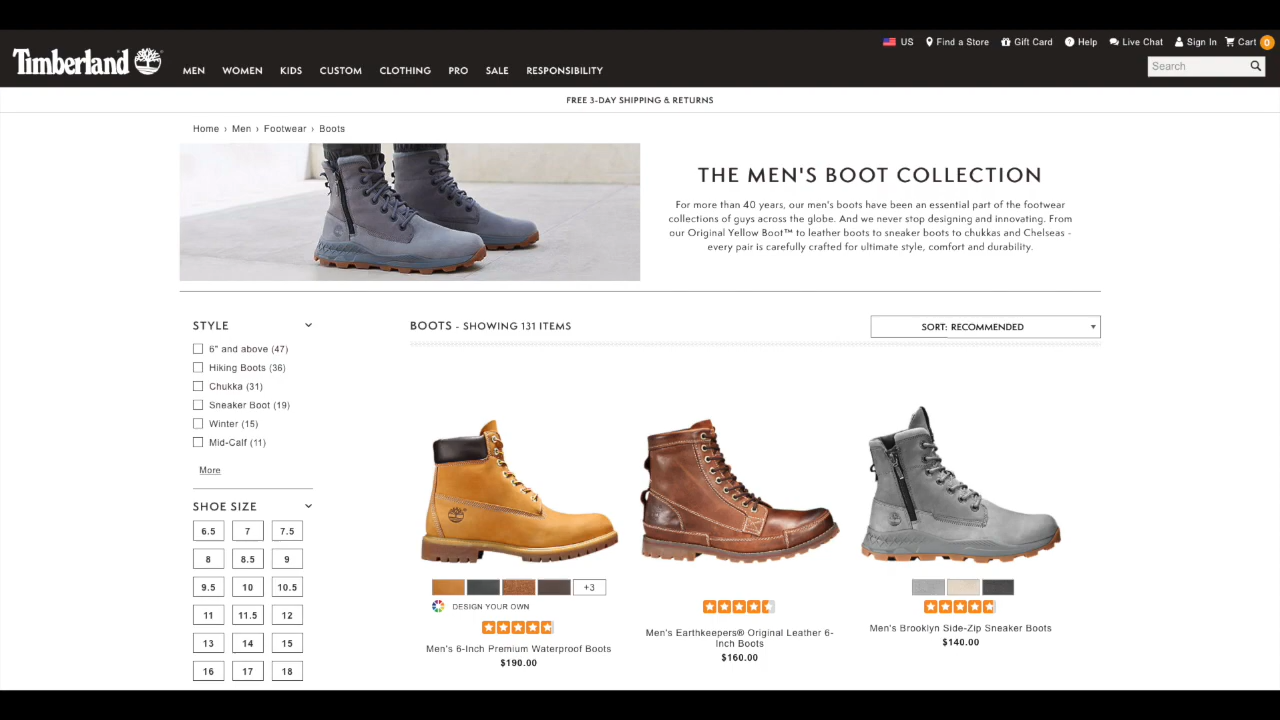 Timberland
US Find a Store Gift Card Help Live Chat Sign In Cart 0
MEN WOMEN KIDS CUSTOM CLOTHING PRO SALE RESPONSIBILITY
Search
FREE 3-DAY SHIPPING & RETURNS
Home › Men › Footwear › Boots
THE MEN'S BOOT COLLECTION
For more than 40 years, our men's boots have been an essential part of the footwear
collections of guys across the globe. And we never stop designing and innovating. From
our Original Yellow Boot™ to leather boots to sneaker boots to chukkas and Chelseas -
every pair is carefully crafted for ultimate style, comfort and durability.
STYLE
6" and above (47)
Hiking Boots (36)
Chukka (31)
Sneaker Boot (19)
Winter (15)
Mid-Calf (11)
More
SHOE SIZE
6.5 7 7.5
8 8.5 9
9.5 10 10.5
11 11.5 12
13 14 15
16 17 18
BOOTS - SHOWING 131 ITEMS
SORT: RECOMMENDED
+3
DESIGN YOUR OWN
Men's 6-Inch Premium Waterproof Boots
$190.00
Men's Earthkeepers® Original Leather 6-
Inch Boots
$160.00
Men's Brooklyn Side-Zip Sneaker Boots
$140.00